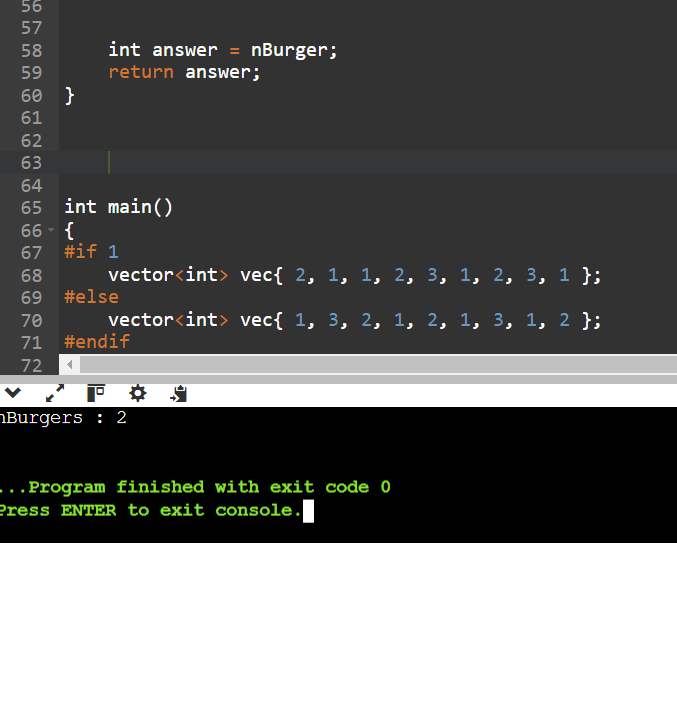 56
57
58 int answer = nBurger;
59 return answer;
60 }
61
62
63
64
65 int main()
66 {
67 #if 1
68 vector<int> vec{ 2, 1, 1, 2, 3, 1, 2, 3, 1 };
69 #else
70 vector<int> vec{ 1, 3, 2, 1, 2, 1, 3, 1, 2 };
71 #endif
72
nBurgers : 2
...Program finished with exit code 0
Press ENTER to exit console.